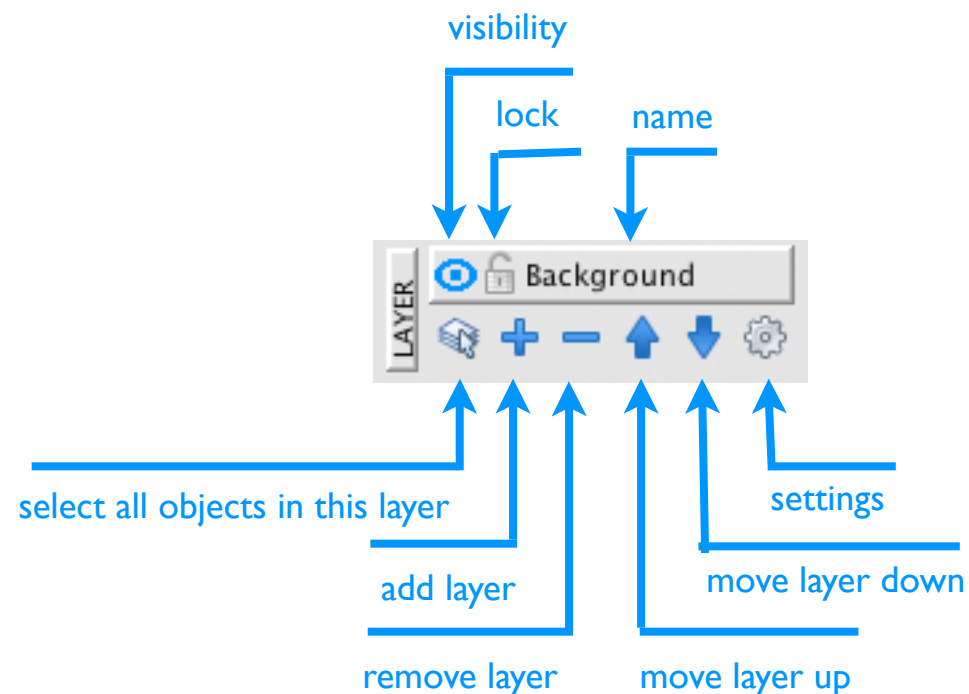 visibility
lock
name
LAYER
Background
select all objects in this layer
settings
add layer
move layer down
remove layer
move layer up